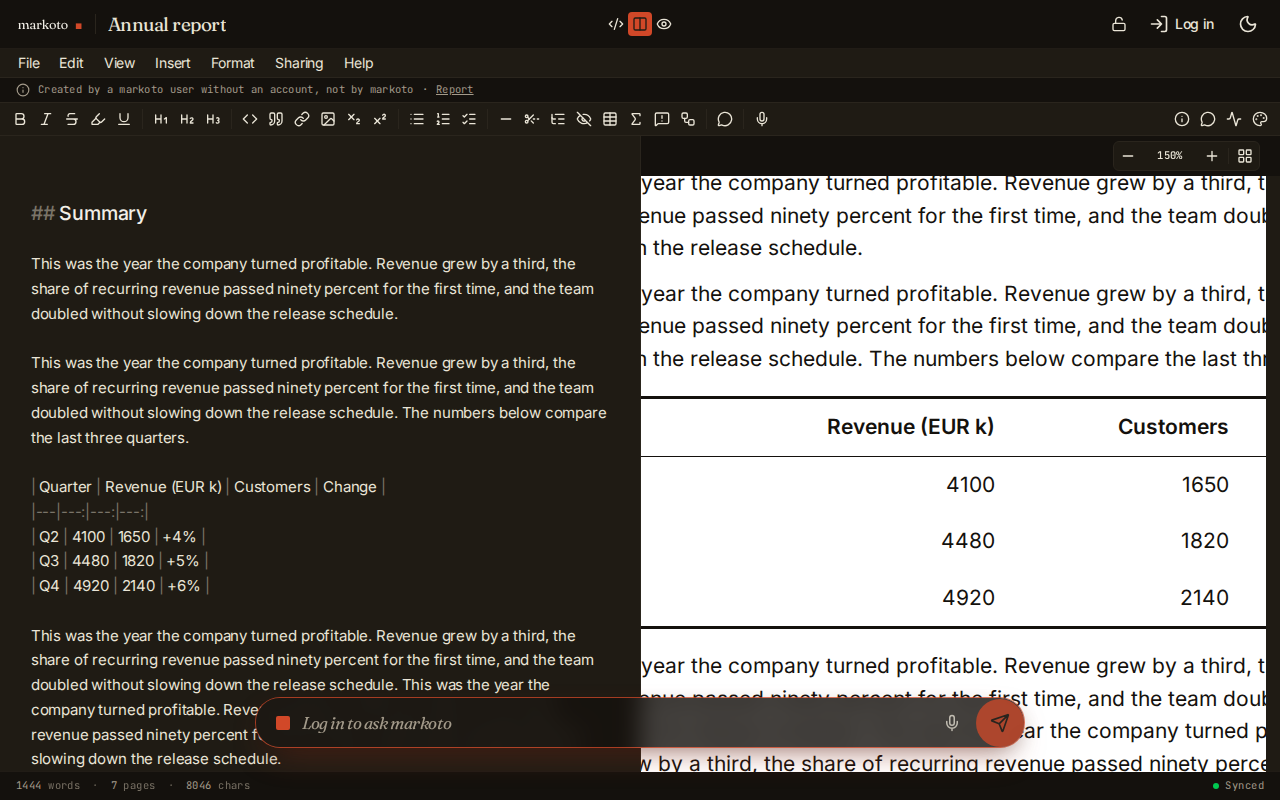 markoto
Annual report
Log in
File Edit View Insert Format Sharing Help
Created by a markoto user without an account, not by markoto · Report
H1 H2 H3
150%
## Summary
This was the year the company turned profitable. Revenue grew by a third, the
share of recurring revenue passed ninety percent for the first time, and the team
doubled without slowing down the release schedule.
This was the year the company turned profitable. Revenue grew by a third, the
share of recurring revenue passed ninety percent for the first time, and the team
doubled without slowing down the release schedule. The numbers below compare
the last three quarters.
| Quarter | Revenue (EUR k) | Customers | Change |
|---|---:|---:|---:|
| Q2 | 4100 | 1650 | +4% |
| Q3 | 4480 | 1820 | +5% |
| Q4 | 4920 | 2140 | +6% |
This was the year the company turned profitable. Revenue grew by a third, the
share of recurring revenue passed ninety percent for the first time, and the team
doubled without slowing down the release schedule. This was the year the
company turned profitable.
revenue passed ninety percent
slowing down the release schedule.
year the company turned profitable. Revenue grew by a third,
revenue passed ninety percent for the first time, and the team
the release schedule.
year the company turned profitable. Revenue grew by a third,
revenue passed ninety percent for the first time, and the team
the release schedule. The numbers below compare the last
Revenue (EUR k) Customers
4100 1650
4480 1820
4920 2140
year the company turned profitable. Revenue grew by a third,
revenue passed ninety percent for the first time, and the team
year the company turned
by a third, the share of recurring revenue passed ninety
Log in to ask markoto
1444 words · 7 pages · 8046 chars
Synced